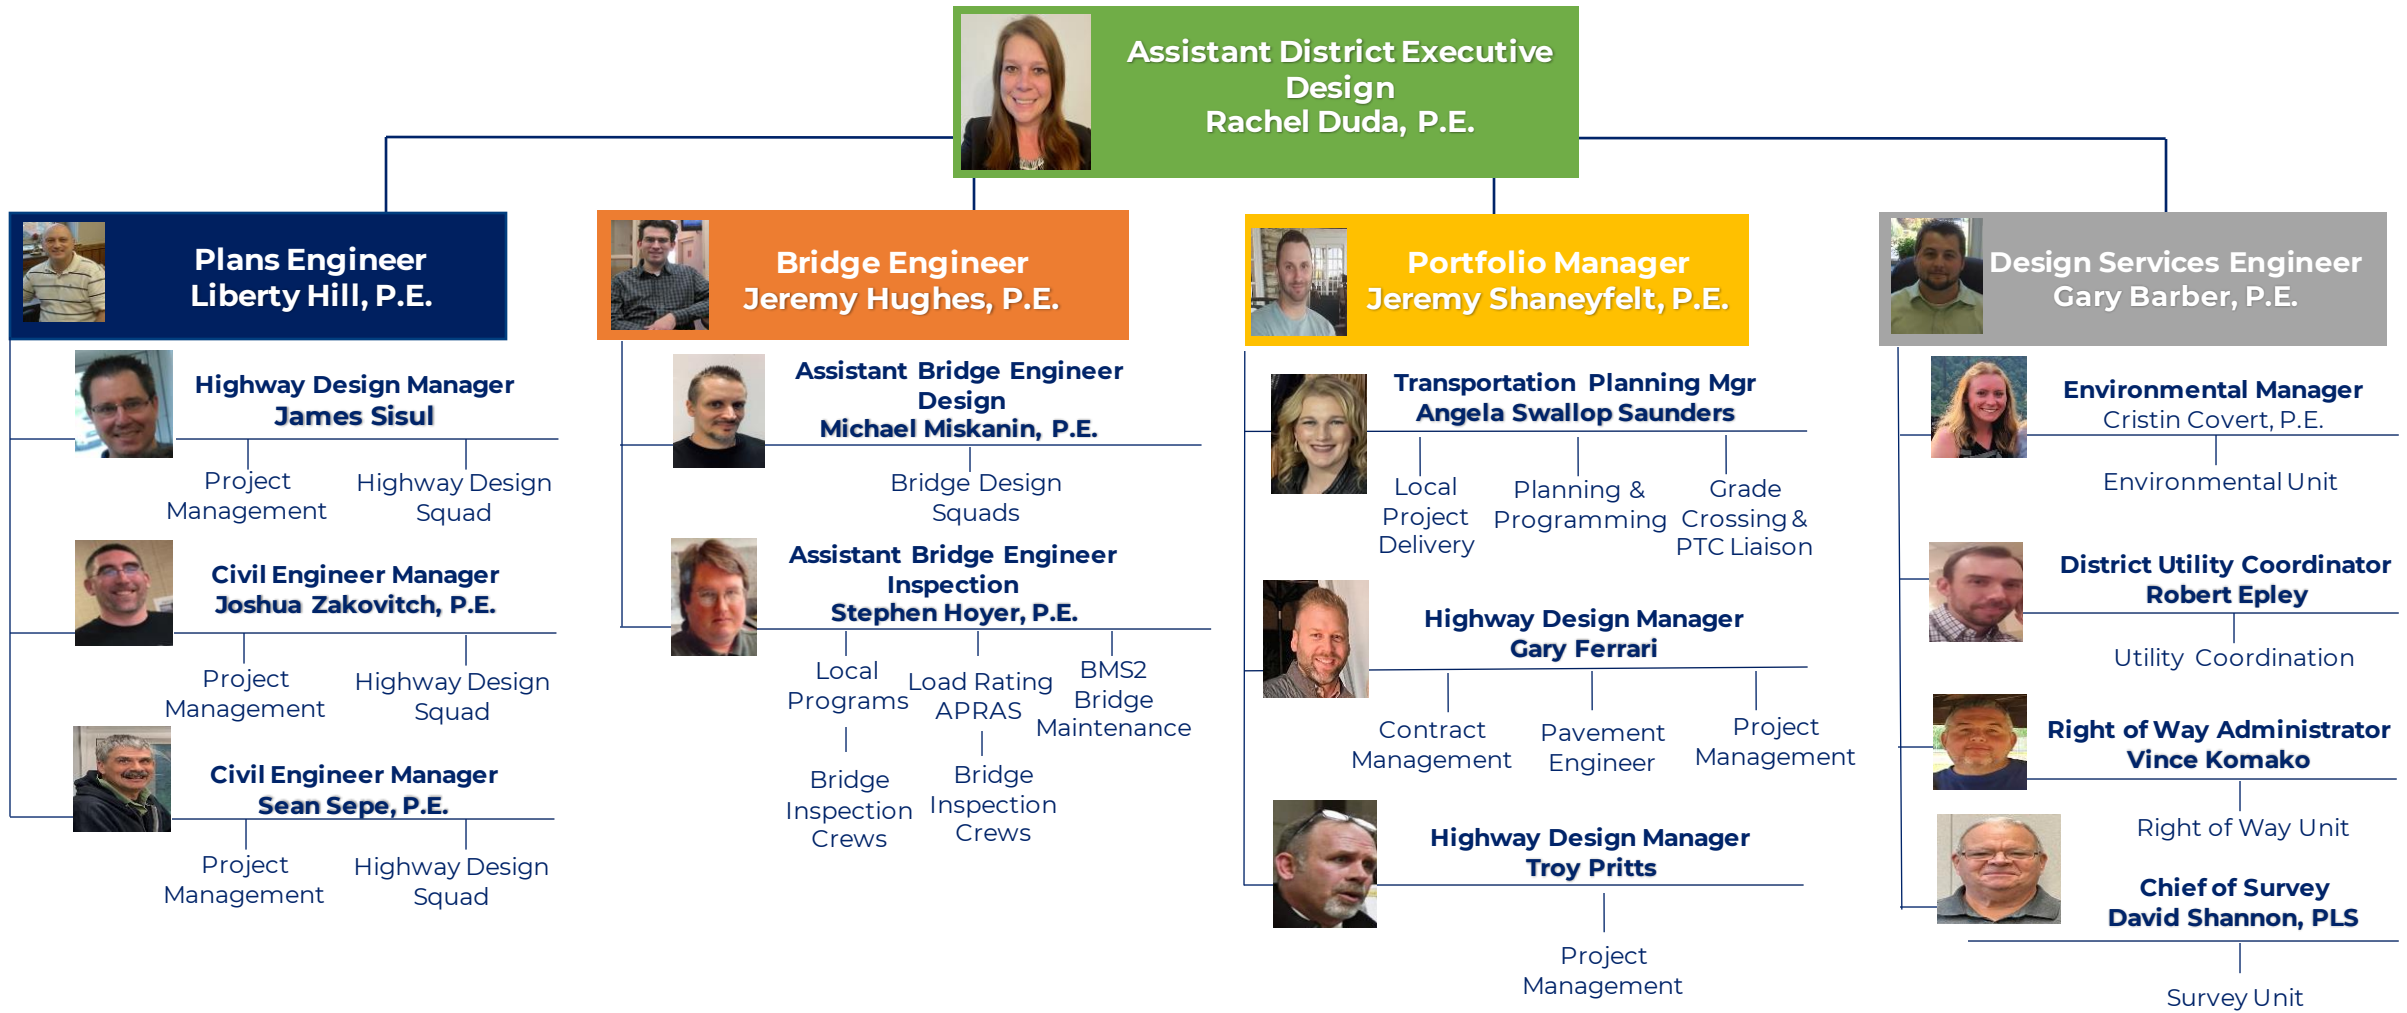 Assistant District Executive
Design
Rachel Duda, P.E.
Plans Engineer
Liberty Hill, P.E.
Highway Design Manager
James Sisul
Project
Management
Highway Design
Squad
Civil Engineer Manager
Joshua Zakovitch, P.E.
Project
Management
Highway Design
Squad
Civil Engineer Manager
Sean Sepe, P.E.
Project
Management
Highway Design
Squad
Bridge Engineer
Jeremy Hughes, P.E.
Assistant Bridge Engineer
Design
Michael Miskanin, P.E.
Bridge Design
Squads
Assistant Bridge Engineer
Inspection
Stephen Hoyer, P.E.
Local
Programs
Load Rating
APRAS
BMS2
Bridge
Maintenance
Bridge
Inspection
Crews
Bridge
Inspection
Crews
Portfolio Manager
Jeremy Shaneyfelt, P.E.
Transportation Planning Mgr
Angela Swallop Saunders
Local
Project
Delivery
Planning &
Programming
Grade
Crossing &
PTC Liaison
Highway Design Manager
Gary Ferrari
Contract
Management
Pavement
Engineer
Project
Management
Highway Design Manager
Troy Pritts
Project
Management
Design Services Engineer
Gary Barber, P.E.
Environmental Manager
Cristin Covert, P.E.
Environmental Unit
District Utility Coordinator
Robert Epley
Utility Coordination
Right of Way Administrator
Vince Komako
Right of Way Unit
Chief of Survey
David Shannon, PLS
Survey Unit